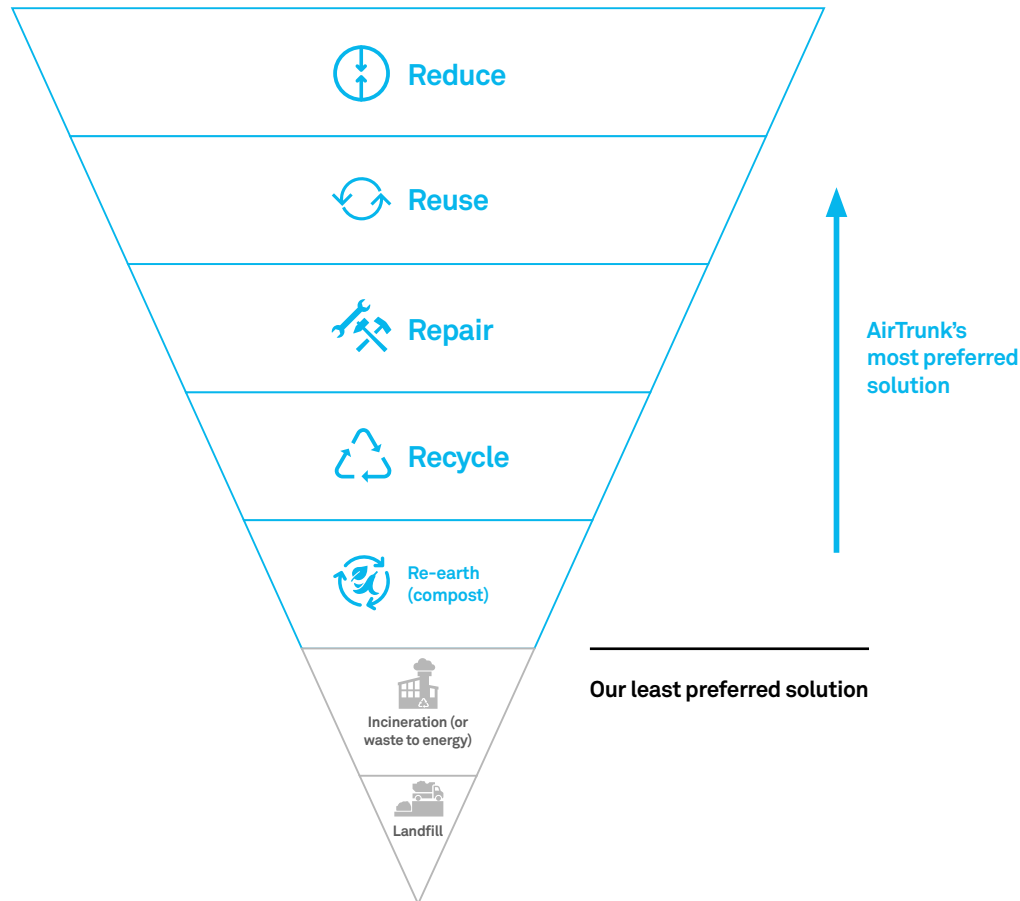 Reduce
Reuse
Repair
AirTrunk’s
most preferred
solution
Recycle
Re-earth
(compost)
Our least preferred solution
Incineration (or
waste to energy)
Landfill